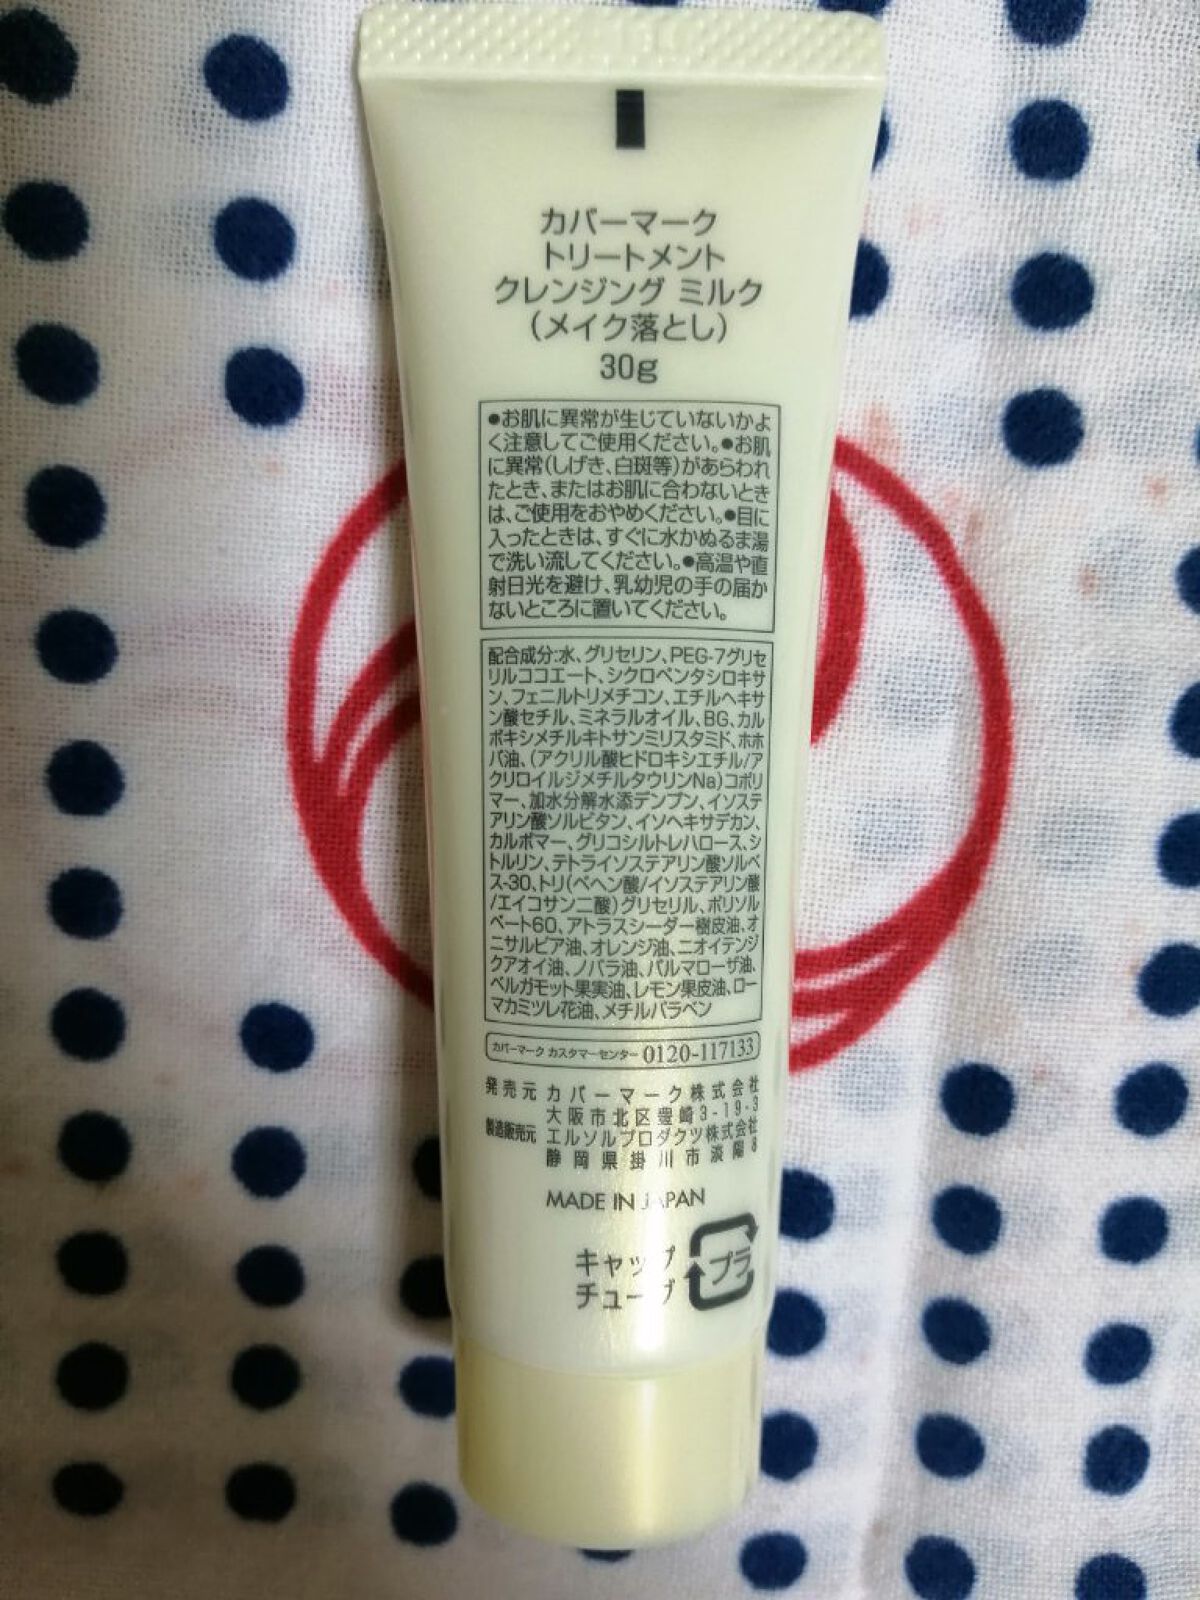 カバーマーク
トリートメント
クレンジング ミルク
(メイク落とし)
30g
●お肌に異常が生じていないかよ
く注意してご使用ください。●お肌
に異常(しげき、白斑等)があらわれ
たとき、またはお肌に合わないとき
は、ご使用をおやめください。●目に
入ったときは、すぐに水かぬるま湯
で洗い流してください。●高温や直
射日光を避け、乳幼児の手の届か
ないところに置いてください。
配合成分:水、グリセリン、PEG-7グリセ
リルココエート、シクロペンタシロキサ
ン、フェニルトリメチコン、エチルヘキサ
ン酸セチル、ミネラルオイル、BG、カル
ボキシメチルキトサンミリスタミド、ホホ
バ油、(アクリル酸ヒドロキシエチル/ア
クリロイルジメチルタウリンNa)コポリ
マー、加水分解水添デンプン、イソステ
アリン酸ソルビタン、イソヘキサデカン、
カルボマー、グリコシルトレハロース、シ
トルリン、テトライソステアリン酸ソルベ
ス-30、トリ(ベヘン酸/イソステアリン酸
/エイコサン二酸)グリセリル、ポリソル
ベート60、アトラスシーダー樹皮油、オ
ニサルビア油、オレンジ油、ニオイテンジ
クアオイ油、ノバラ油、パルマローザ油、
ベルガモット果実油、レモン果皮油、ロー
マカミツレ花油、メチルパラベン
カバーマーク カスタマーセンター 0120-117133
発売元 カバーマーク株式会社
大阪市北区豊崎3-19-3
製造販売元 エルソルプロダクツ株式会社
静岡県掛川市淡陽8
MADE IN JAPAN
キャップ
チューブ
プラ